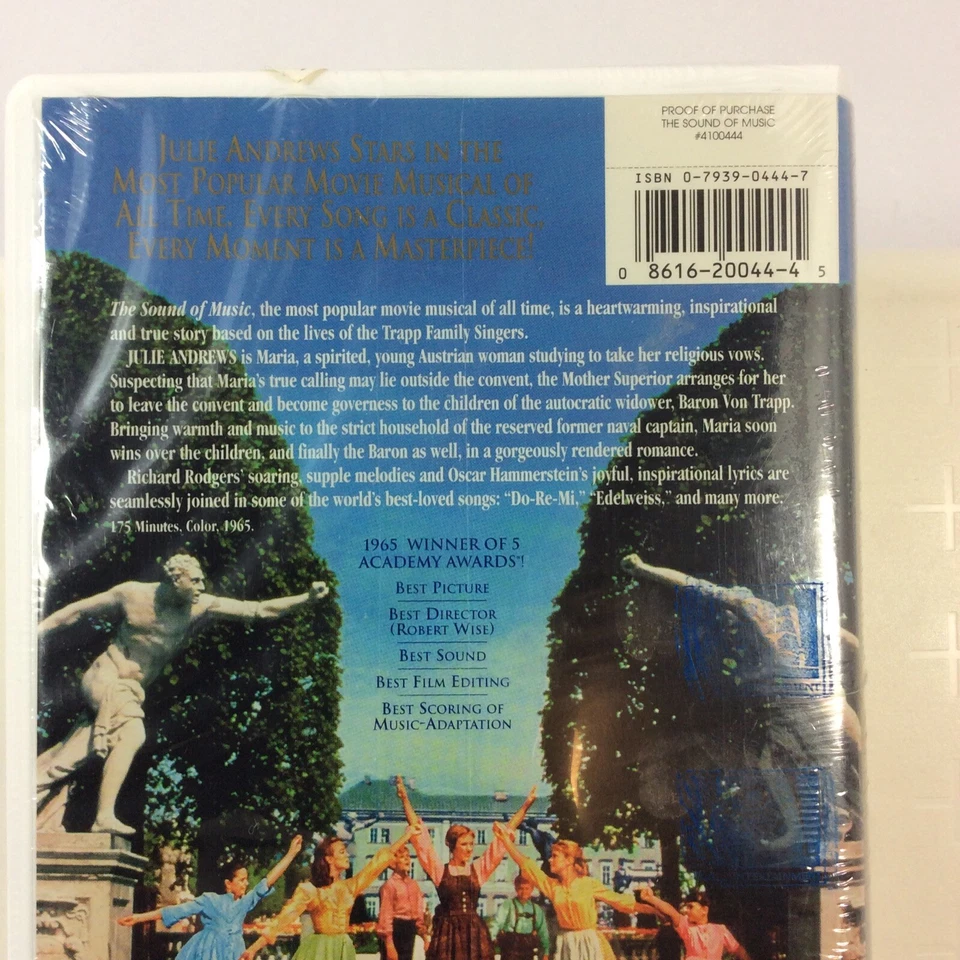 PROOF OF PURCHASE
THE SOUND OF MUSIC
#4100444
ISBN 0-7939-0444-7
0 8616-20044-4 5
JULIE ANDREWS STARS IN THE
MOST POPULAR MOVIE MUSICAL OF
ALL TIME. EVERY SONG IS A CLASSIC.
EVERY MOMENT IS A MASTERPIECE!
The Sound of Music, the most popular movie musical of all time, is a heartwarming, inspirational
and true story based on the lives of the Trapp Family Singers.
JULIE ANDREWS is Maria, a spirited, young Austrian woman studying to take her religious vows.
Suspecting that Maria's true calling may lie outside the convent, the Mother Superior arranges for her
to leave the convent and become governess to the children of the autocratic widower, Baron Von Trapp.
Bringing warmth and music to the strict household of the reserved former naval captain, Maria soon
wins over the children, and finally the Baron as well, in a gorgeously rendered romance.
Richard Rodgers' soaring, supple melodies and Oscar Hammerstein's joyful, inspirational lyrics are
seamlessly joined in some of the world's best-loved songs: "Do-Re-Mi," "Edelweiss," and many more.
175 Minutes. Color. 1965.
1965 WINNER OF 5
ACADEMY AWARDS®!
BEST PICTURE
BEST DIRECTOR
(ROBERT WISE)
BEST SOUND
BEST FILM EDITING
BEST SCORING OF
MUSIC-ADAPTATION